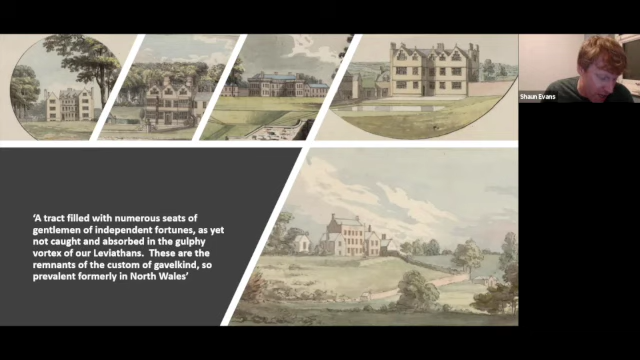 Shaun Evans
'A tract filled with numerous seats of
gentlemen of independent fortunes, as yet
not caught and absorbed in the gulphy
vortex of our Leviathans. These are the
remnants of the custom of gavelkind, so
prevalent formerly in North Wales'